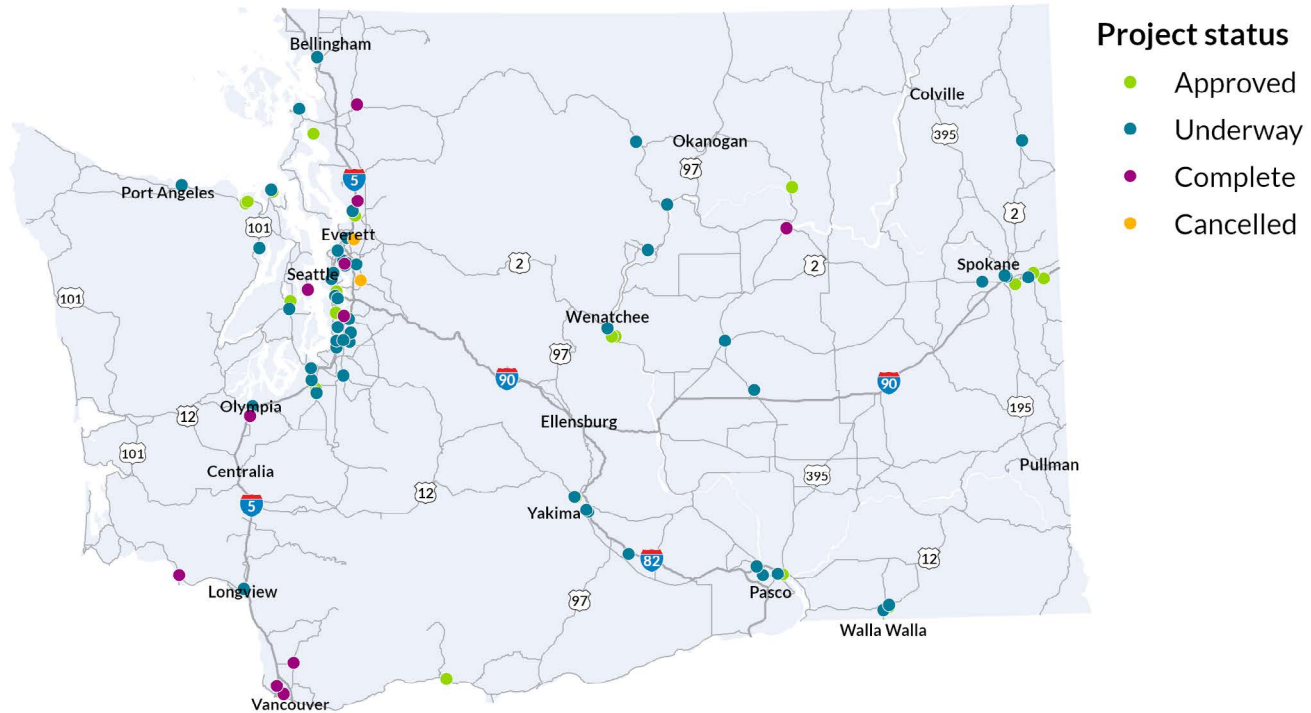 Project status
Approved
Underway
Complete
Cancelled
Bellingham
Colville
395
Okanogan
97
5
Port Angeles
2
101
Everett
2
2
Spokane
Seattle
101
Wenatchee
97
90
90
Olympia
12
195
Ellensburg
101
Centralia
Pullman
395
12
5
Yakima
82
12
Longview
97
Pasco
Walla Walla
Vancouver